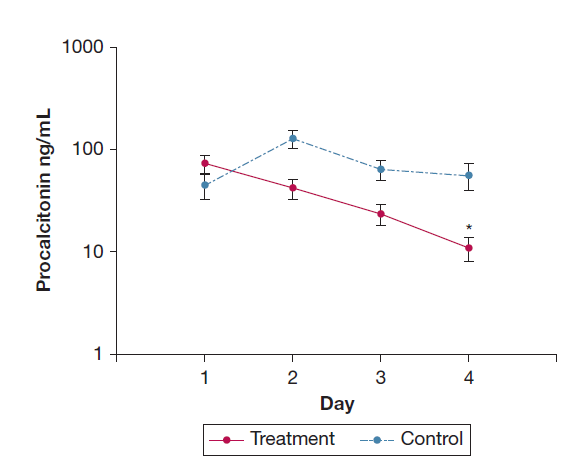 1000
100
10
1
Procalcitonin ng/mL
*
1 2 3 4
Day
Treatment Control